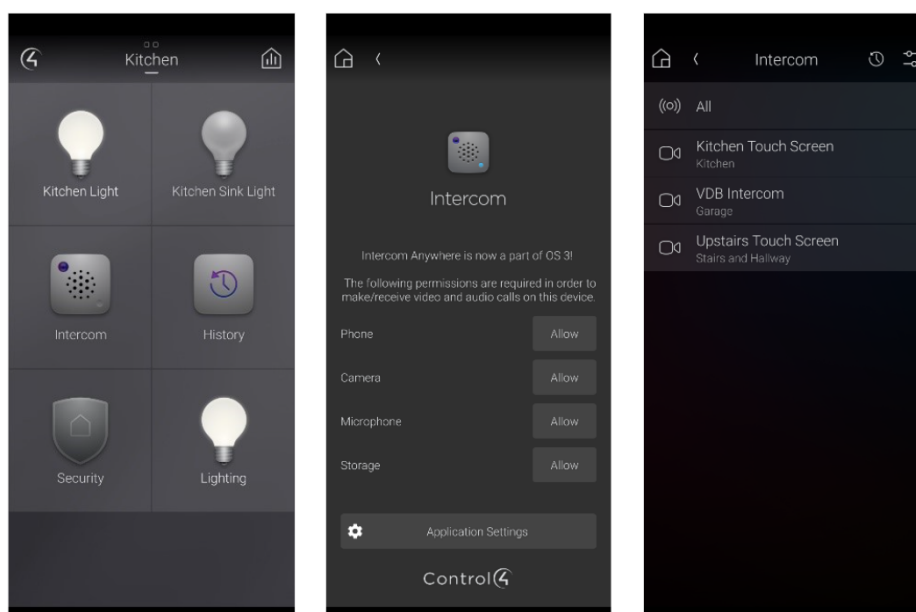 Kitchen
Kitchen Light
Kitchen Sink Light
Intercom
History
Security
Lighting
Intercom
Intercom Anywhere is now a part of OS 3!
The following permissions are required in order to
make/receive video and audio calls on this device.
Phone
Allow
Camera
Allow
Microphone
Allow
Storage
Allow
Application Settings
Control4
Intercom
All
Kitchen Touch Screen
Kitchen
VDB Intercom
Garage
Upstairs Touch Screen
Stairs and Hallway